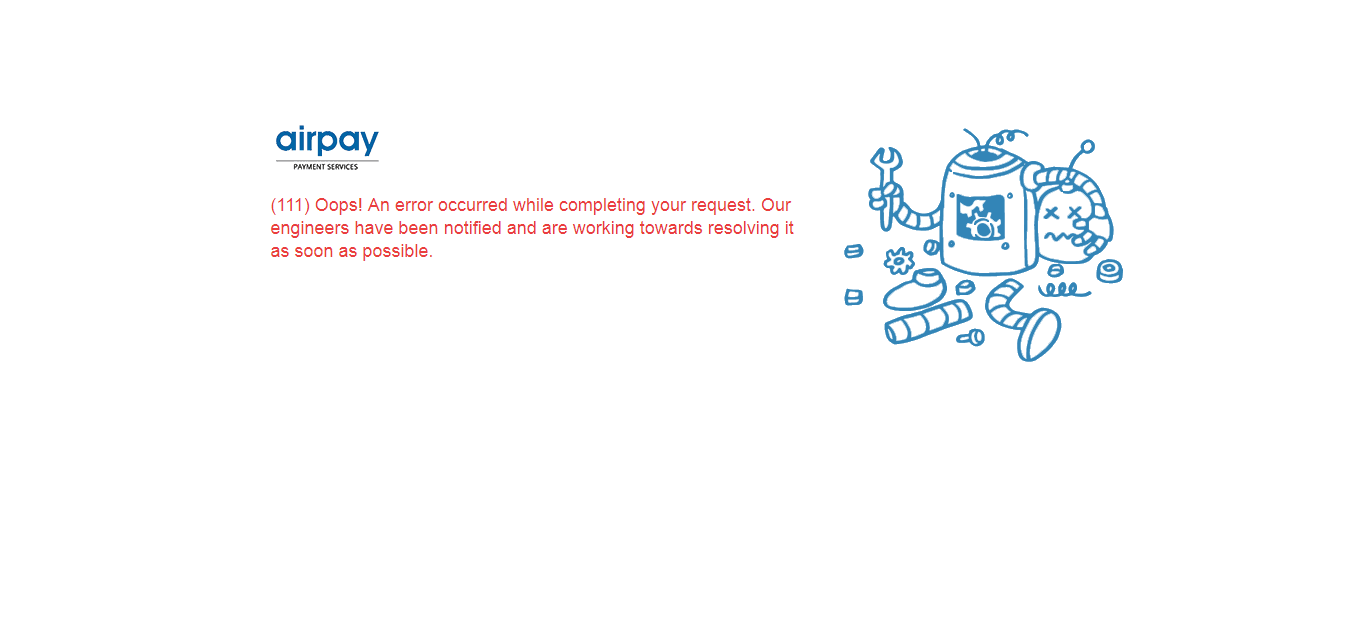 airpay
PAYMENT SERVICES
(111) Oops! An error occurred while completing your request. Our
engineers have been notified and are working towards resolving it
as soon as possible.